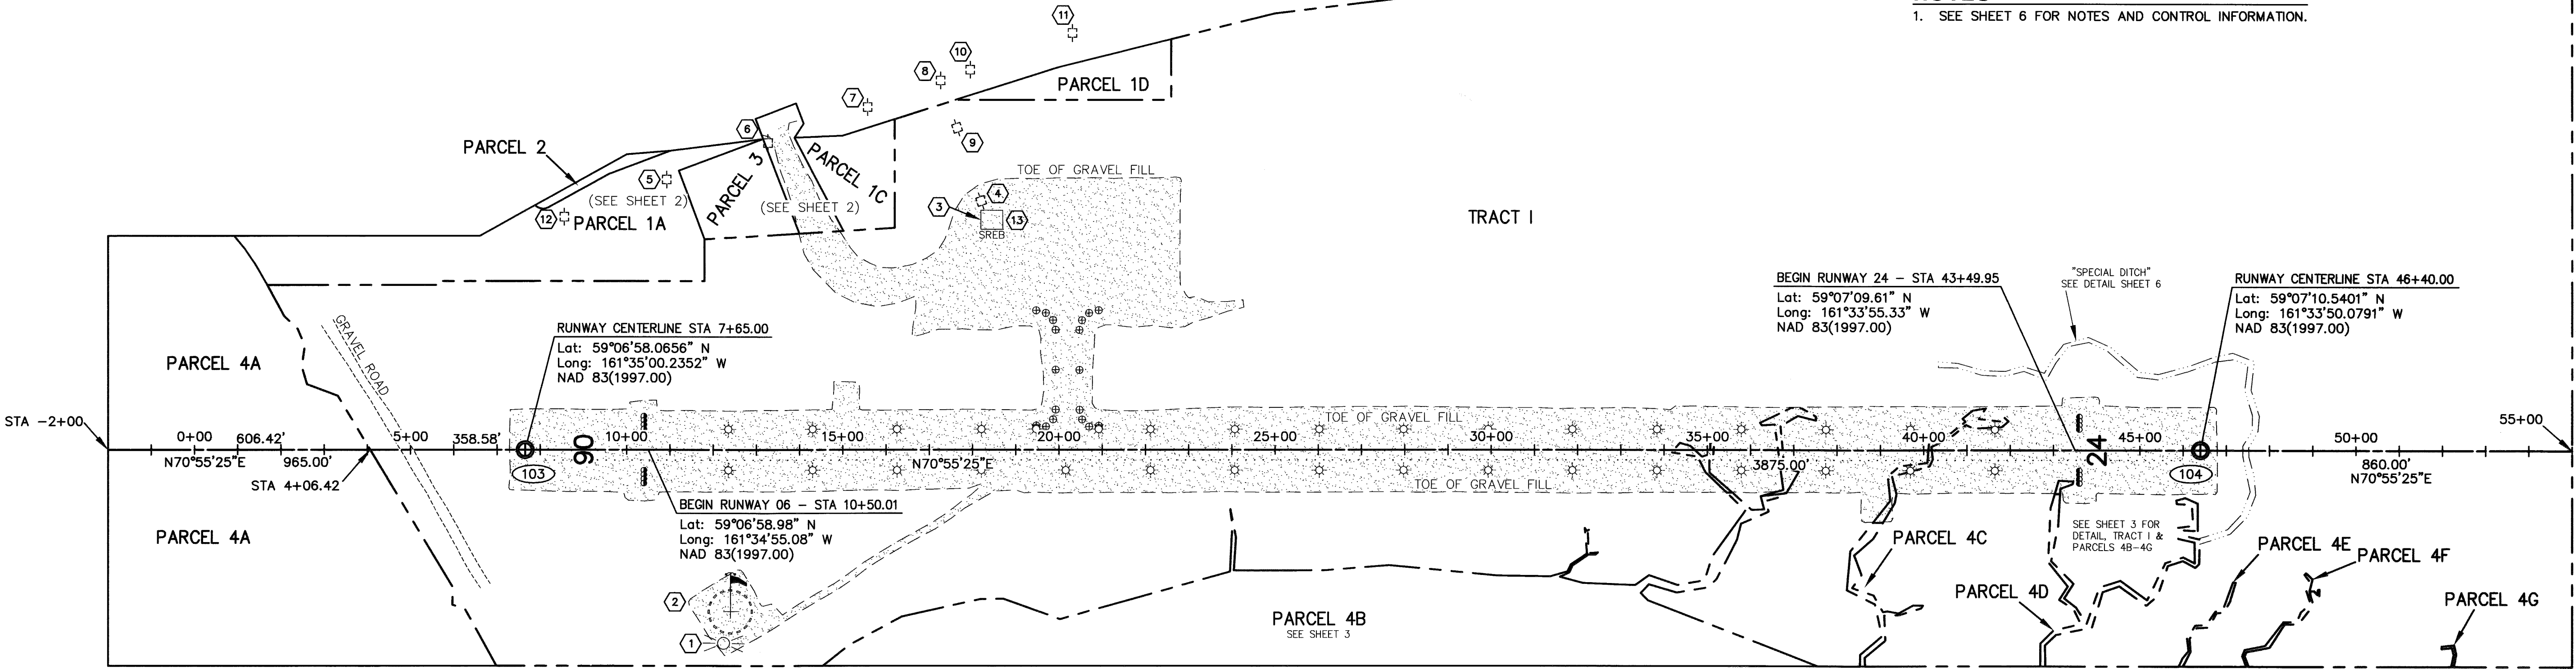 1. SEE SHEET 6 FOR NOTES AND CONTROL INFORMATION.
11
10
8
7
6
9
PARCEL 1D
PARCEL 2
PARCEL 3
PARCEL 1C
5
(SEE SHEET 2)
12
PARCEL 1A
(SEE SHEET 2)
TOE OF GRAVEL FILL
4
3
13
SREB
TRACT I
GRAVEL ROAD
PARCEL 4A
RUNWAY CENTERLINE STA 7+65.00
Lat: 59°06'58.0656" N
Long: 161°35'00.2352" W
NAD 83(1997.00)
BEGIN RUNWAY 24 - STA 43+49.95
Lat: 59°07'09.61" N
Long: 161°33'55.33" W
NAD 83(1997.00)
"SPECIAL DITCH"
SEE DETAIL SHEET 6
RUNWAY CENTERLINE STA 46+40.00
Lat: 59°07'10.5401" N
Long: 161°33'50.0791" W
NAD 83(1997.00)
TOE OF GRAVEL FILL
STA -2+00
0+00
606.42'
5+00
358.58'
10+00
15+00
20+00
25+00
30+00
35+00
40+00
45+00
50+00
55+00
N70°55'25"E
965.00'
STA 4+06.42
103
06
N70°55'25"E
3875.00'
24
104
860.00'
N70°55'25"E
TOE OF GRAVEL FILL
BEGIN RUNWAY 06 - STA 10+50.01
Lat: 59°06'58.98" N
Long: 161°34'55.08" W
NAD 83(1997.00)
PARCEL 4A
2
1
PARCEL 4B
SEE SHEET 3
PARCEL 4C
SEE SHEET 3 FOR
DETAIL, TRACT I &
PARCELS 4B-4G
PARCEL 4D
PARCEL 4E
PARCEL 4F
PARCEL 4G